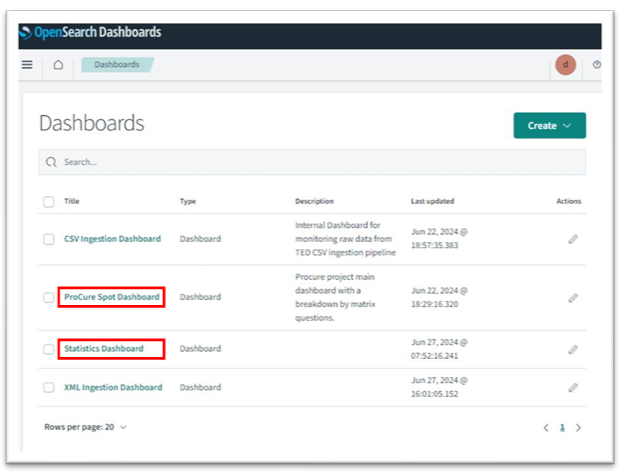 OpenSearch Dashboards
Dashboards
d
Dashboards
Create
Search...
Title Type Description Last updated Actions
CSV Ingestion Dashboard Dashboard Internal Dashboard for
monitoring raw data from
TED CSV ingestion pipeline
Jun 22, 2024 @
18:57:35.383
ProCure Spot Dashboard Dashboard Procure project main
dashboard with a
breakdown by matrix
questions.
Jun 22, 2024 @
18:29:16.320
Statistics Dashboard Dashboard Jun 27, 2024 @
07:52:16.241
XML Ingestion Dashboard Dashboard Jun 27, 2024 @
16:01:05.152
Rows per page: 20
1